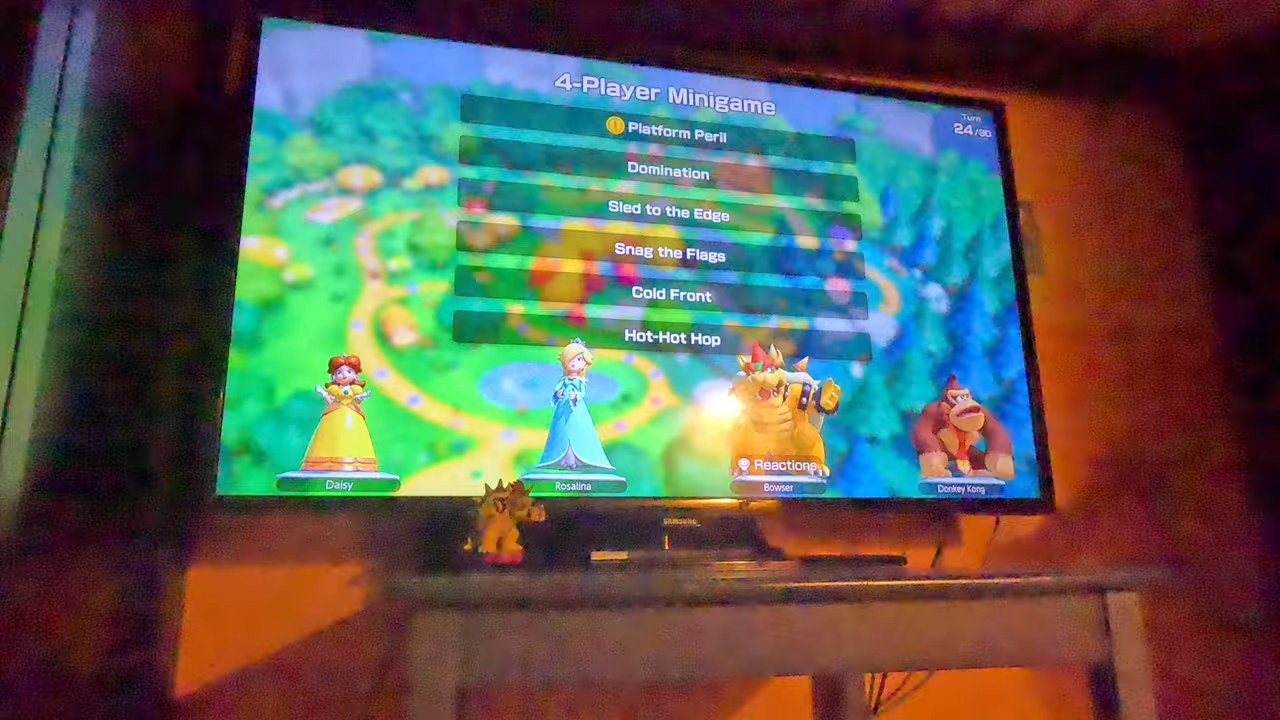 4-Player Minigame
Turn
24/30
Platform Peril
Domination
Sled to the Edge
Snag the Flags
Cold Front
Hot-Hot Hop
Reactions
Daisy
Rosalina
Bowser
Donkey Kong
SAMSUNG